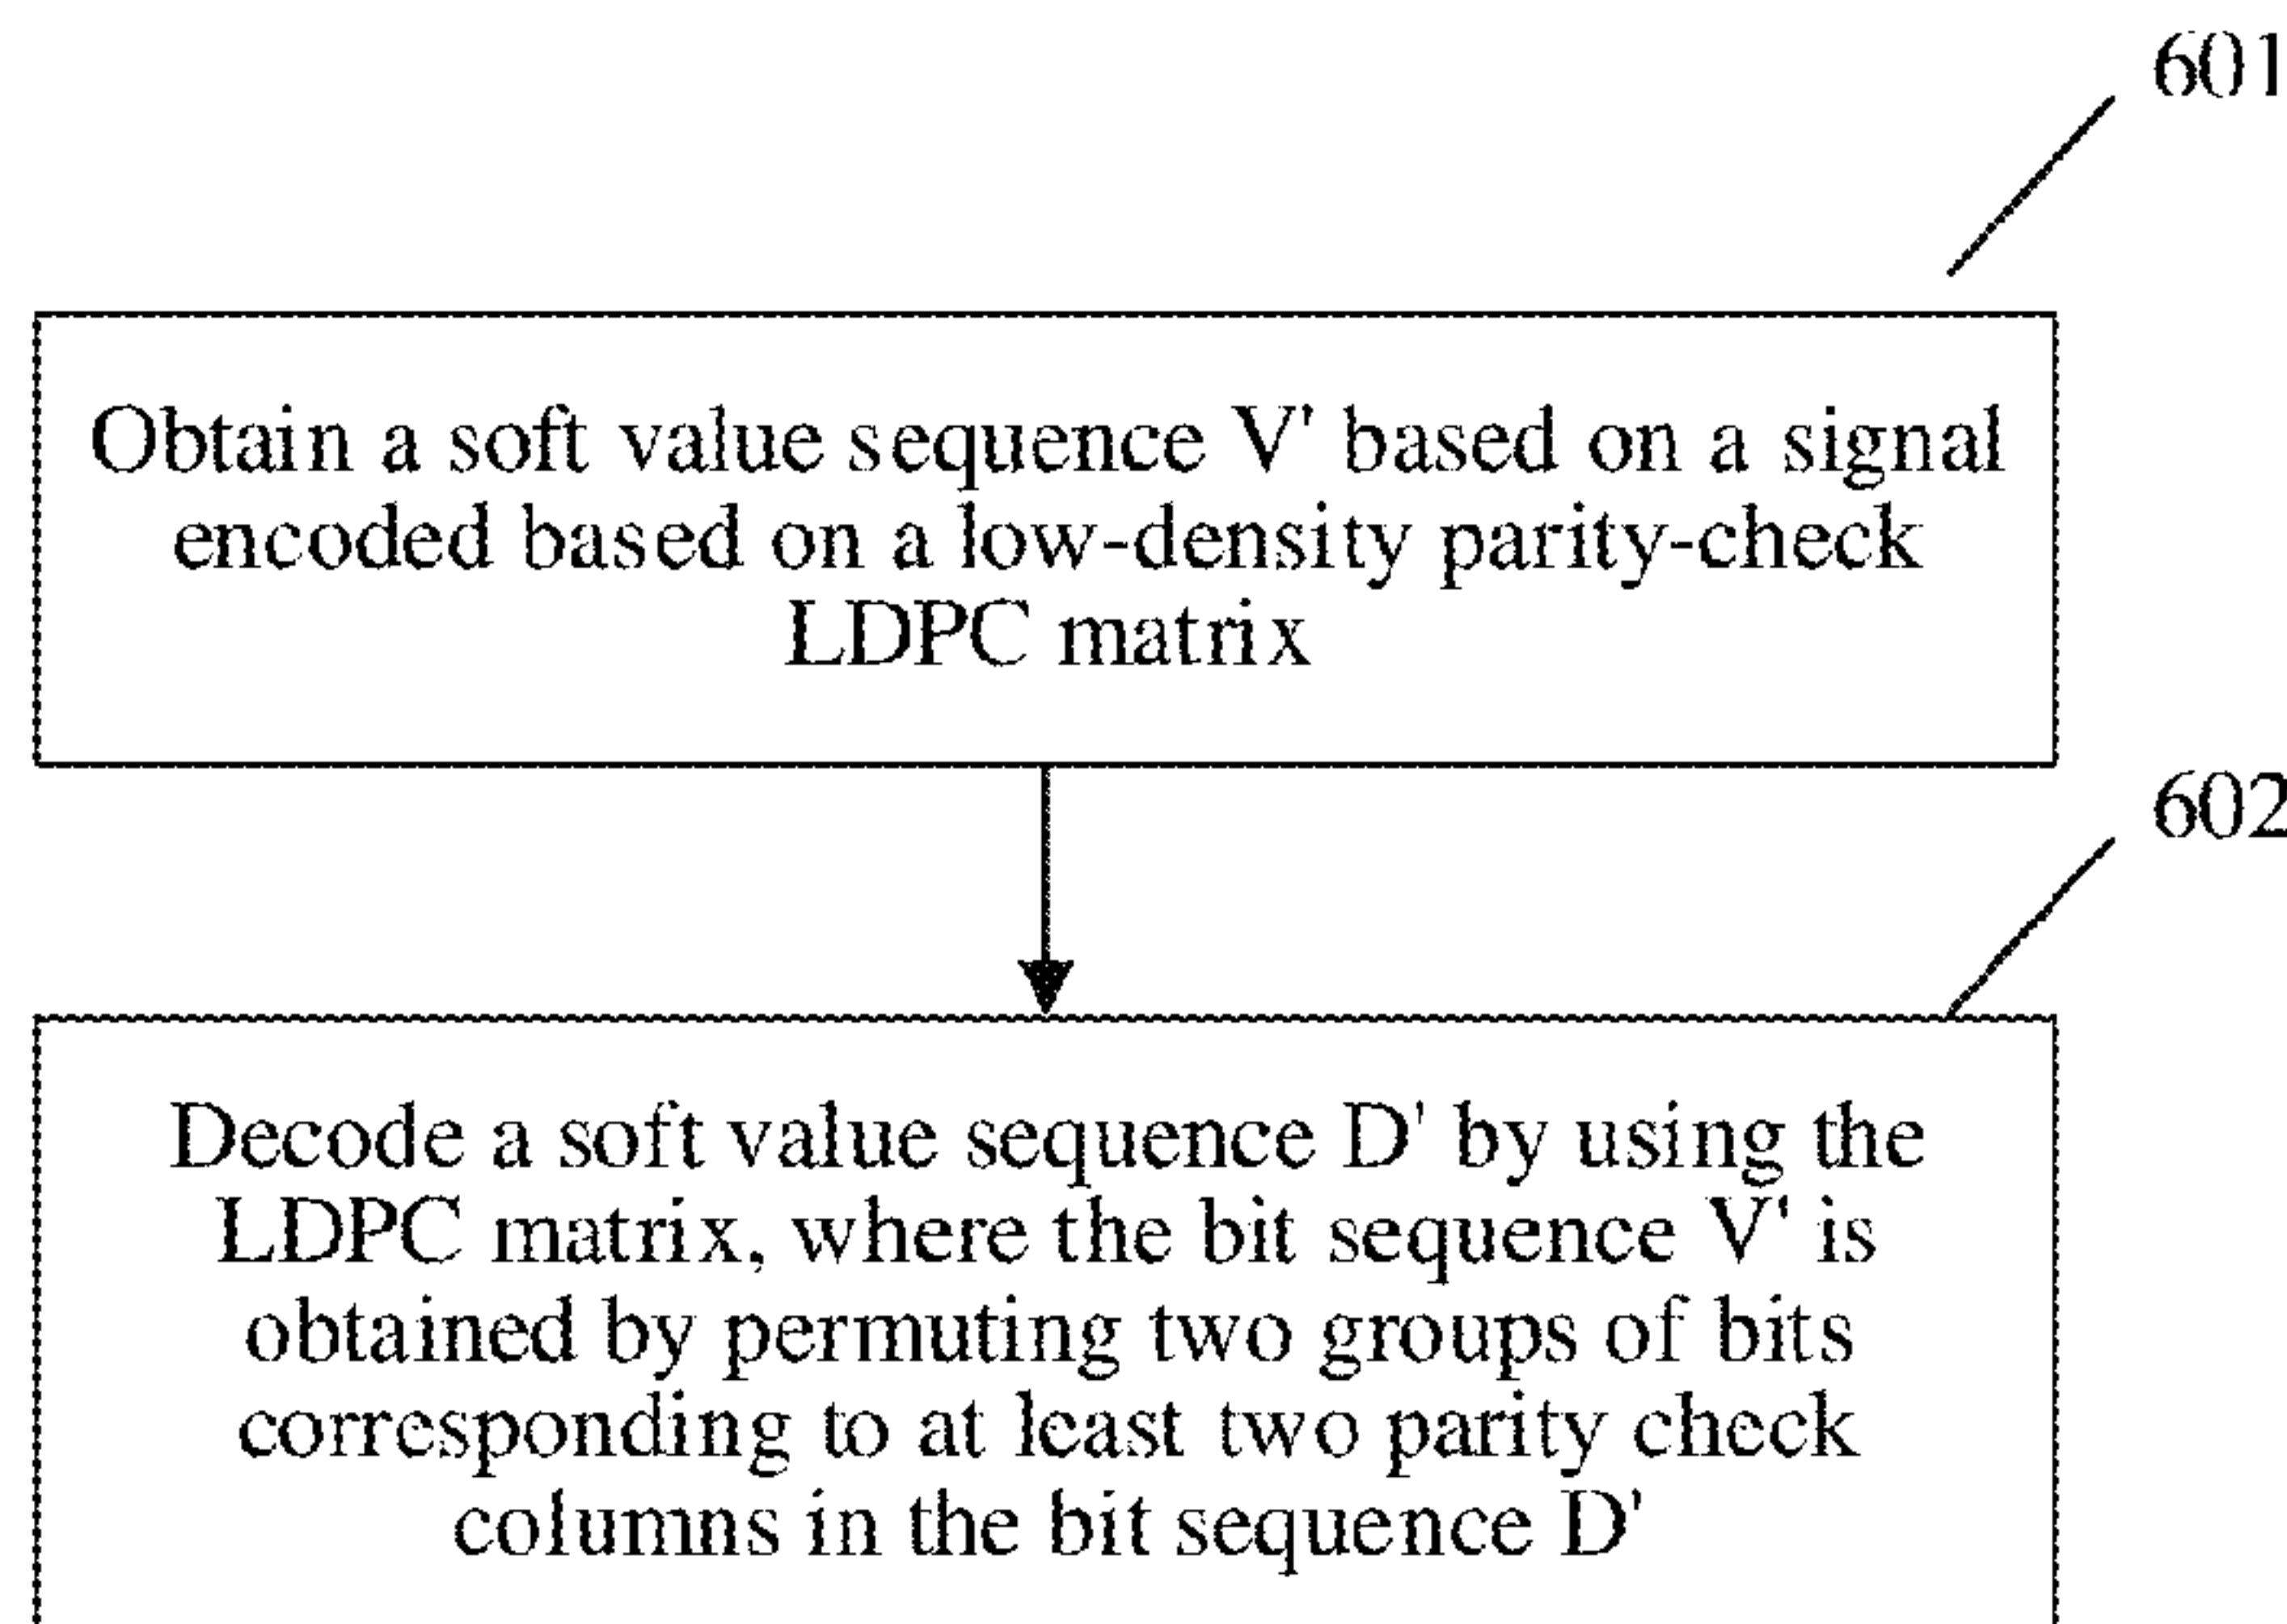 601
Obtain a soft value sequence V' based on a signal
encoded based on a low-density parity-check
LDPC matrix
602
Decode a soft value sequence D' by using the
LDPC matrix, where the bit sequence V' is
obtained by permuting two groups of bits
corresponding to at least two parity check
columns in the bit sequence D'